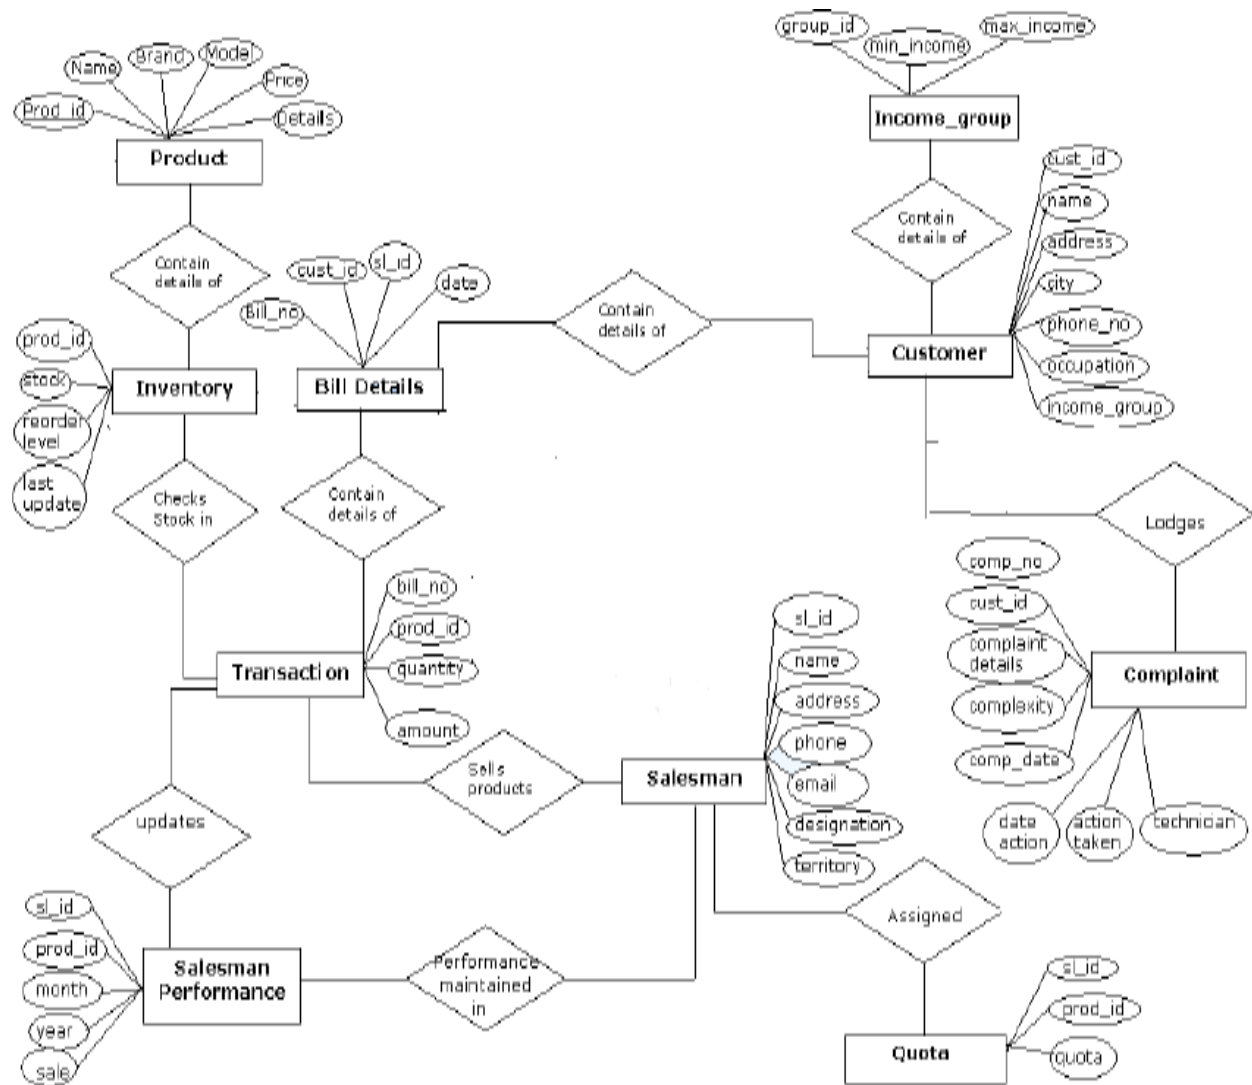 group_id
max_income
min_income
Income_group
Name
Brand
Model
Price
Prod_id
Details
Product
Contain
details of
Contain
details of
cust_id
name
address
city
phone_no
occupation
income_group
Customer
Bill_no
cust_id
sl_id
date
Bill Details
Contain
details of
prod_id
stock
reorder
level
last
update
Inventory
Checks
Stock in
Contain
details of
Lodges
bill_no
prod_id
quantity
amount
Transaction
comp_no
cust_id
complaint
details
complexity
comp_date
Complaint
date
action
action
taken
technician
sl_id
name
address
phone
email
designation
territory
Salesman
Sells
products
updates
Assigned
sl_id
prod_id
month
year
sale
Salesman
Performance
Performance
maintained
in
sl_id
prod_id
quota
Quota